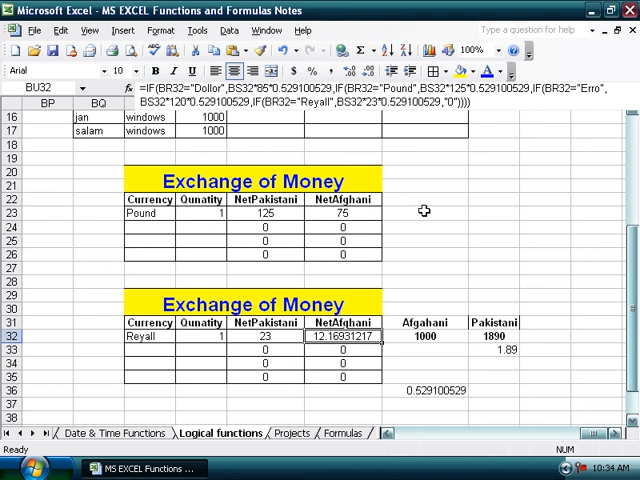 Microsoft Excel - MS EXCEL Functions and Formulas Notes
File Edit View Insert Format Tools Data Window Help Type a question for help
Σ 100%
Arial 10 B I U $ % ,
BU32 fx =IF(BR32="Dollor",BS32*85*0.529100529,IF(BR32="Pound",BS32*125*0.529100529,IF(BR32="Erro",
BS32*120*0.529100529,IF(BR32="Reyall",BS32*23*0.529100529,"0"))))
BP BQ
16 jan windows 1000
17 salam windows 1000
18
19
20 Exchange of Money
21
22 Currency Qunatity NetPakistani NetAfghani
23 Pound 1 125 75
24 0 0
25 0 0
26 0 0
27
28
29 Exchange of Money
30
31 Currency Qunatity NetPakistani NetAfghani Afgahani Pakistani
32 Reyall 1 23 12.16931217 1000 1890
33 0 0 1.89
34 0 0
35 0 0
36 0.529100529
37
38
Date & Time Functions Logical functions Projects Formulas
Ready NUM
start MS EXCEL Functions ... 10:34 AM